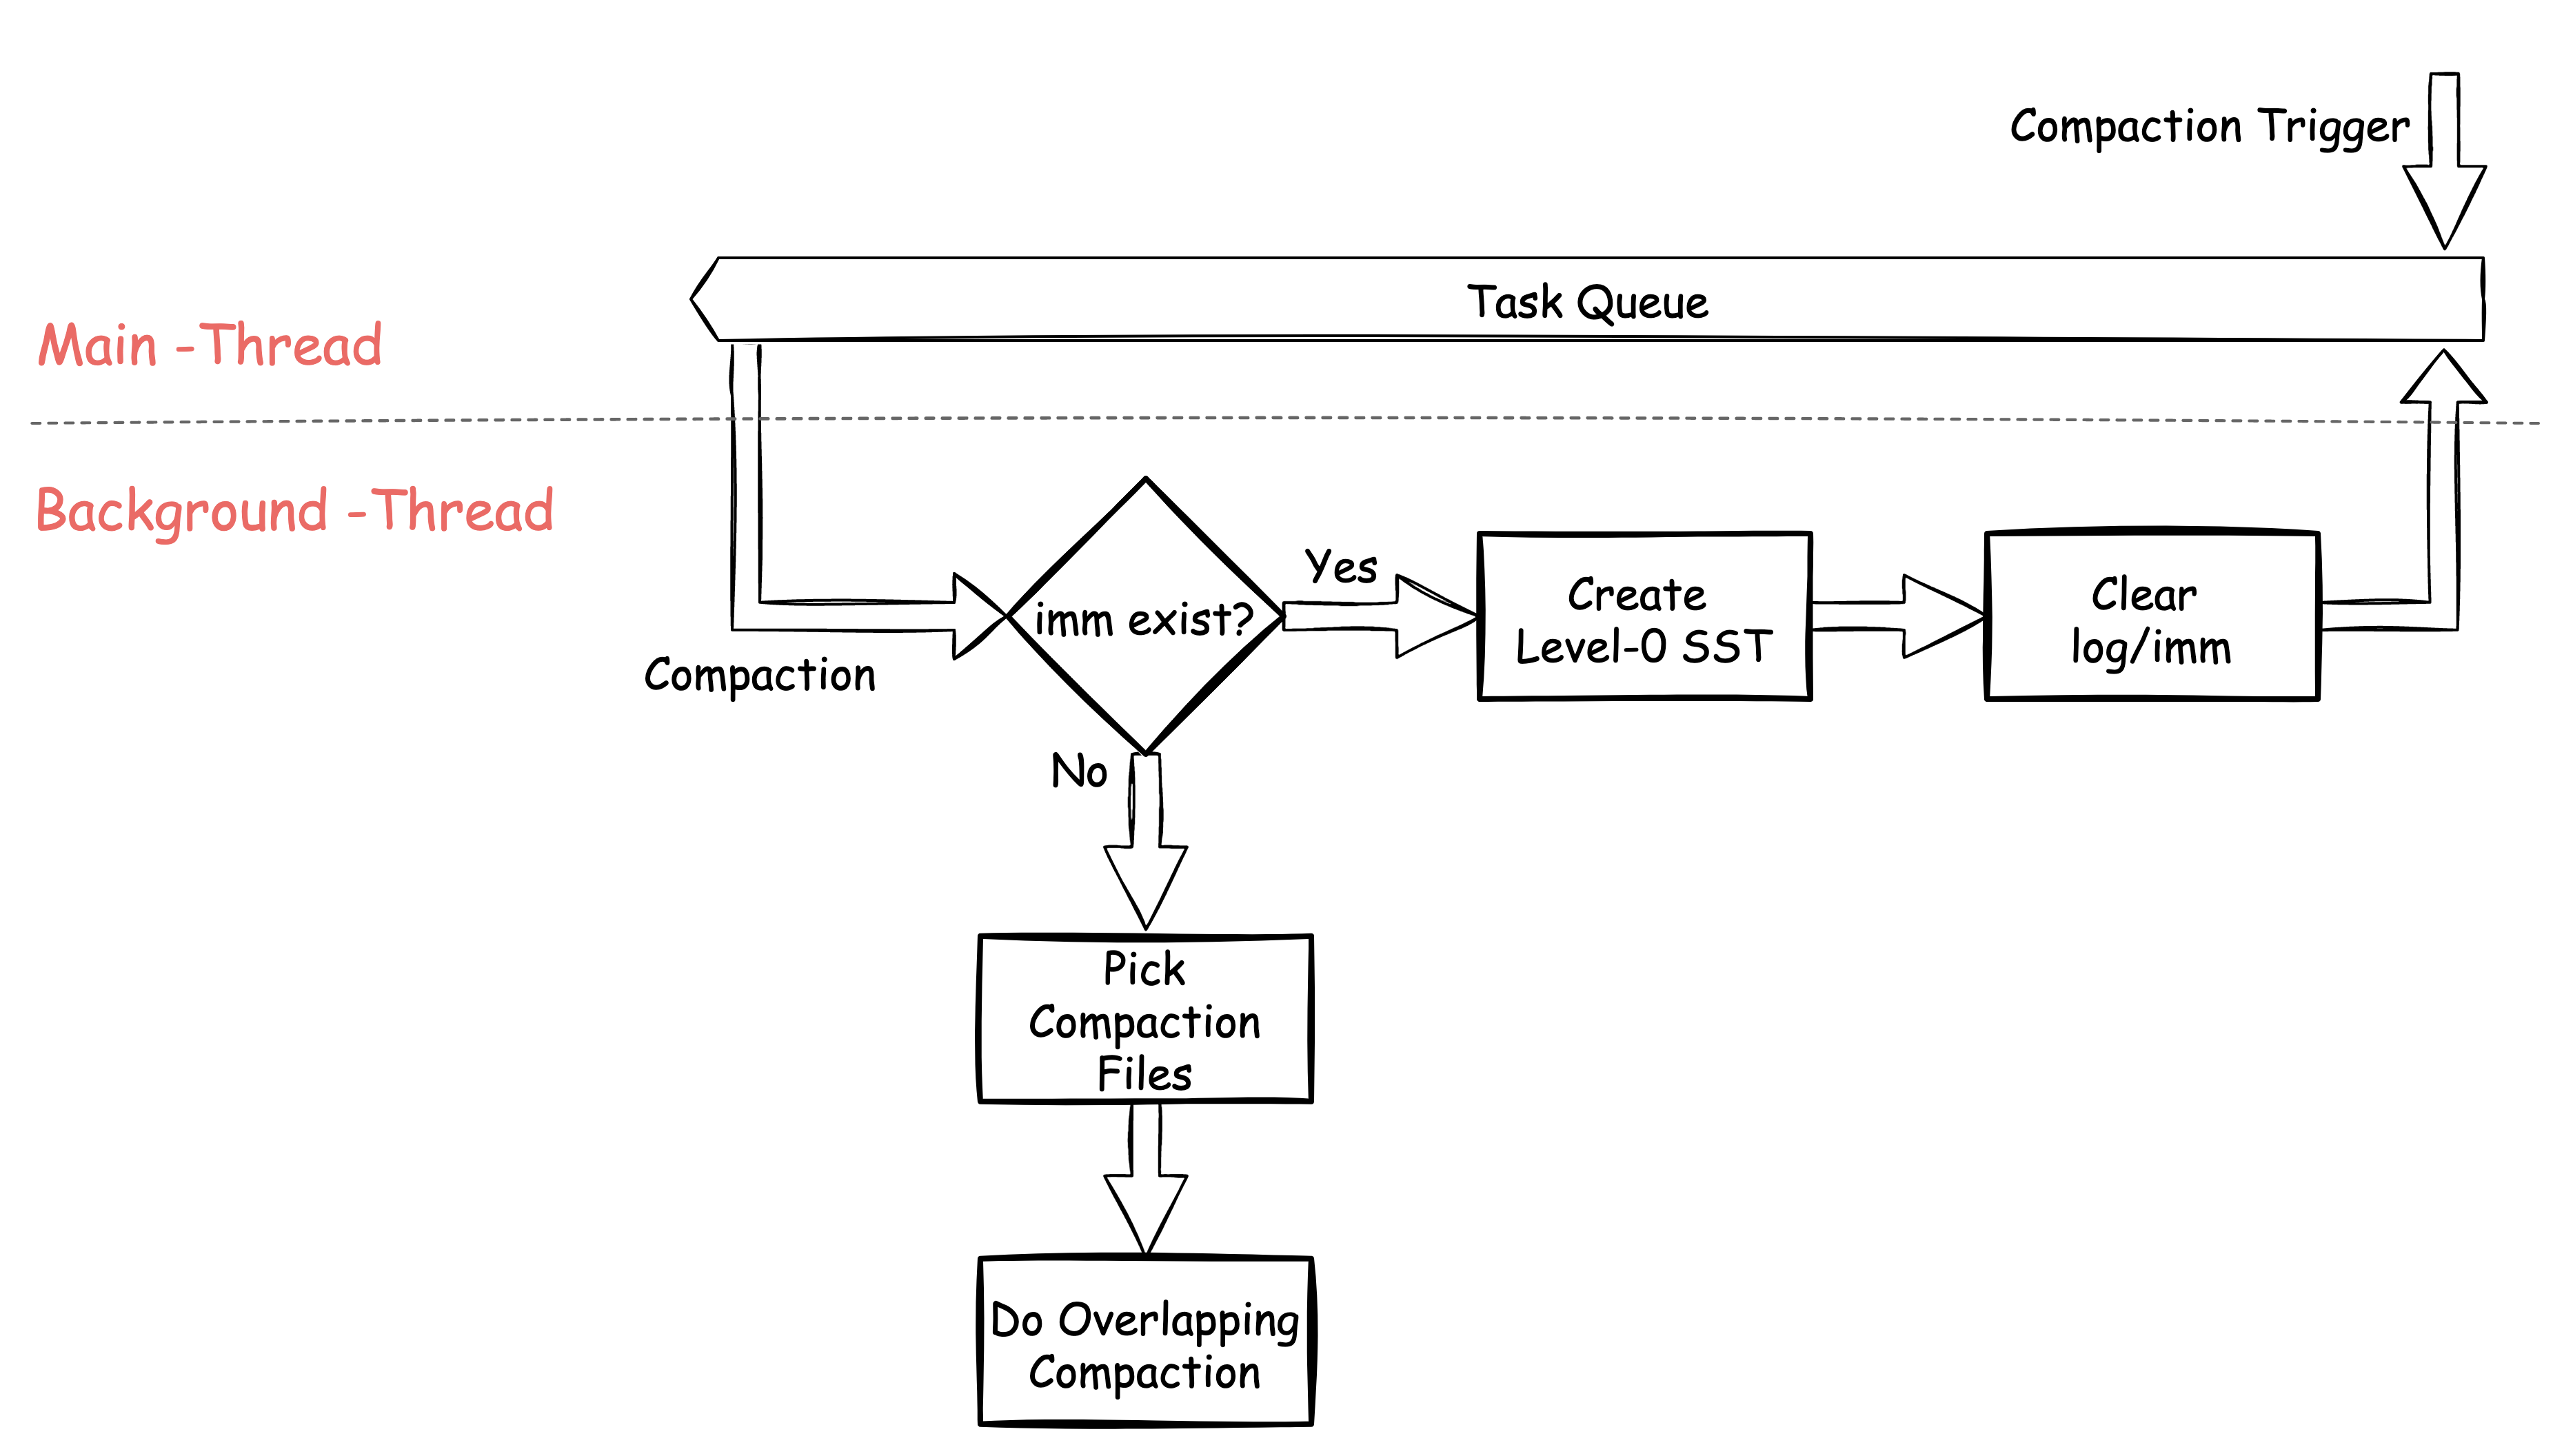 Compaction Trigger
Task Queue
Main -Thread
Background -Thread
Compaction
imm exist?
Yes
Create
Level-0 SST
Clear
log/imm
No
Pick
Compaction
Files
Do Overlapping
Compaction